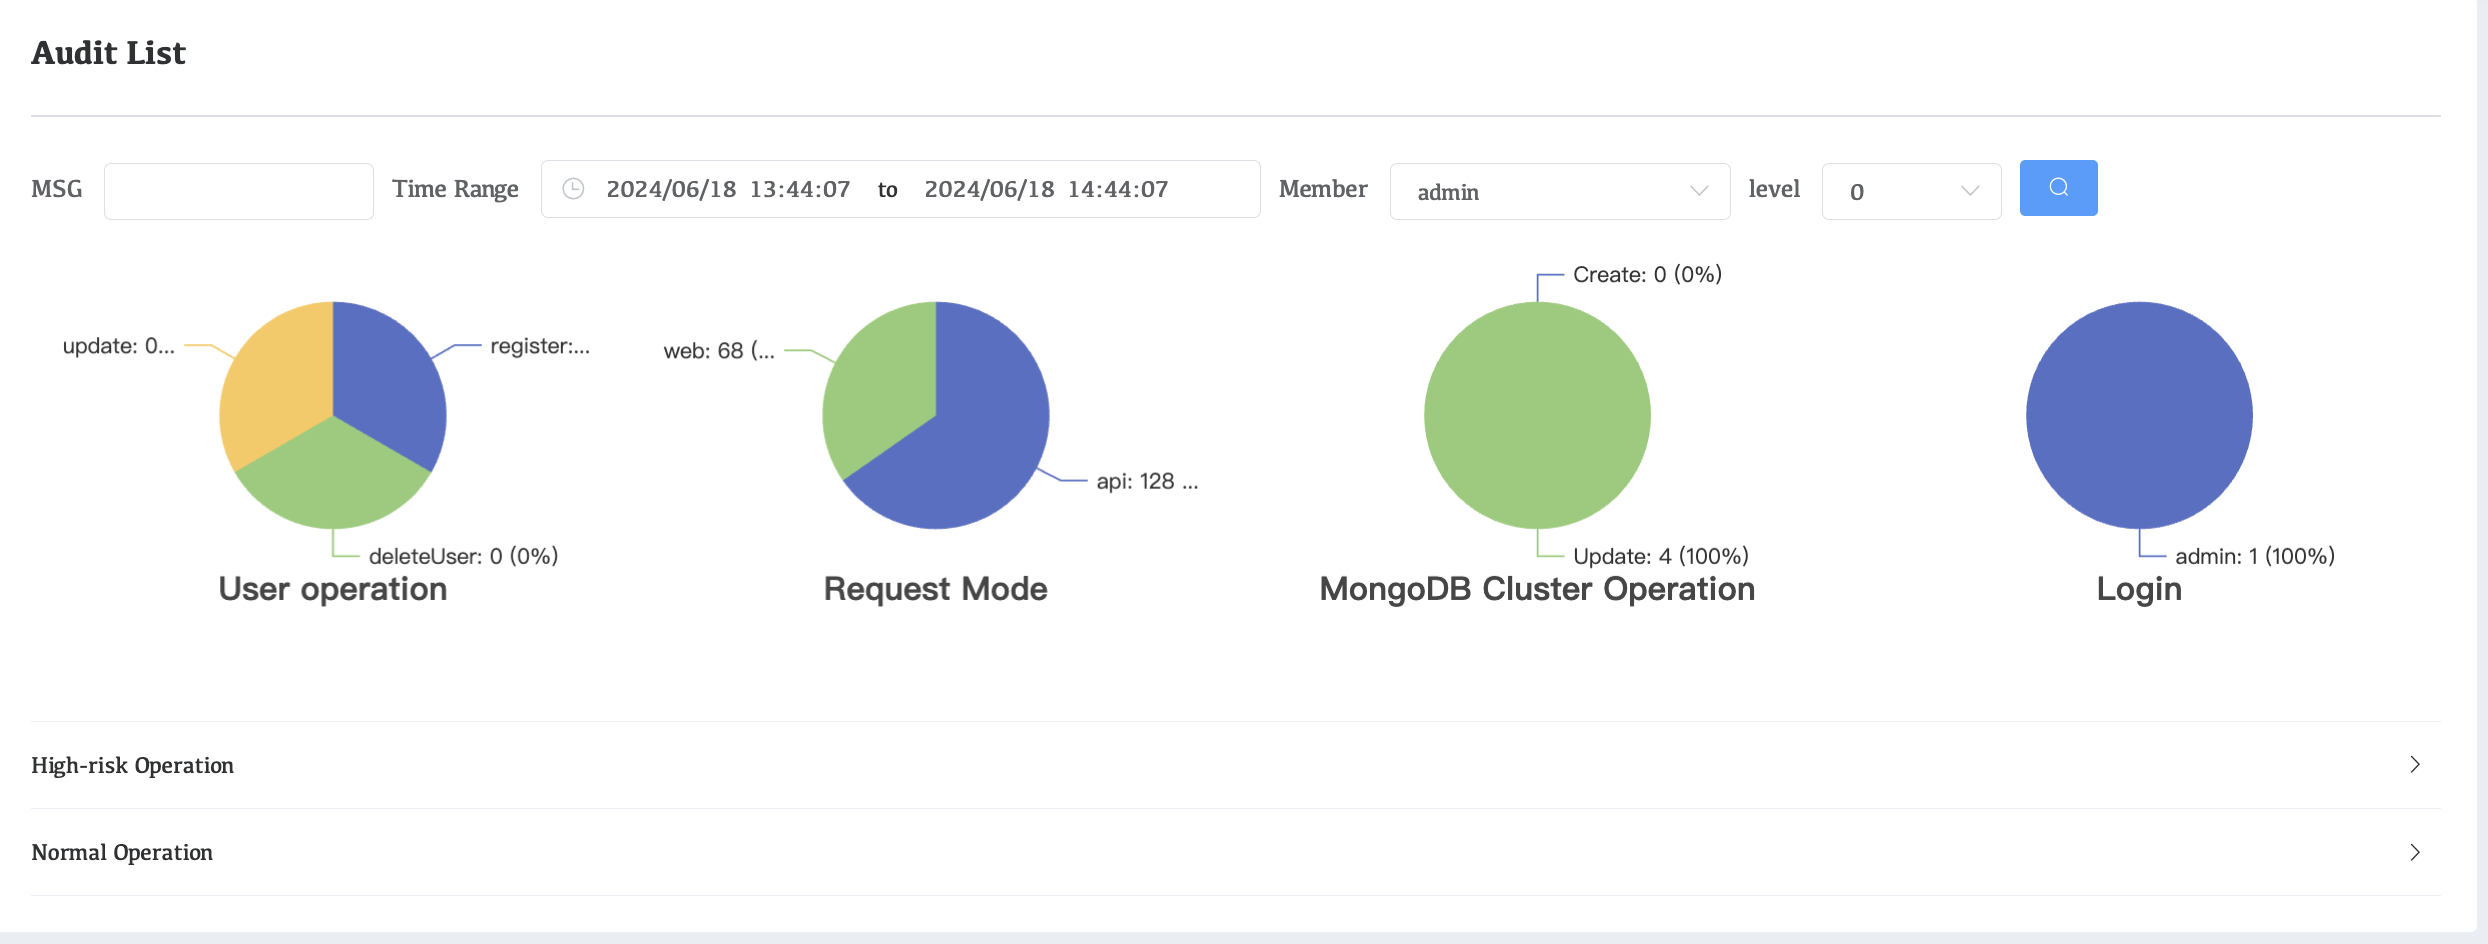 Audit List
MSG Time Range 2024/06/18 13:44:07 to 2024/06/18 14:44:07 Member admin level 0
update: 0... register:...
deleteUser: 0 (0%)
User operation
web: 68 (...
api: 128 ...
Request Mode
Create: 0 (0%)
Update: 4 (100%)
MongoDB Cluster Operation
admin: 1 (100%)
Login
High-risk Operation
Normal Operation